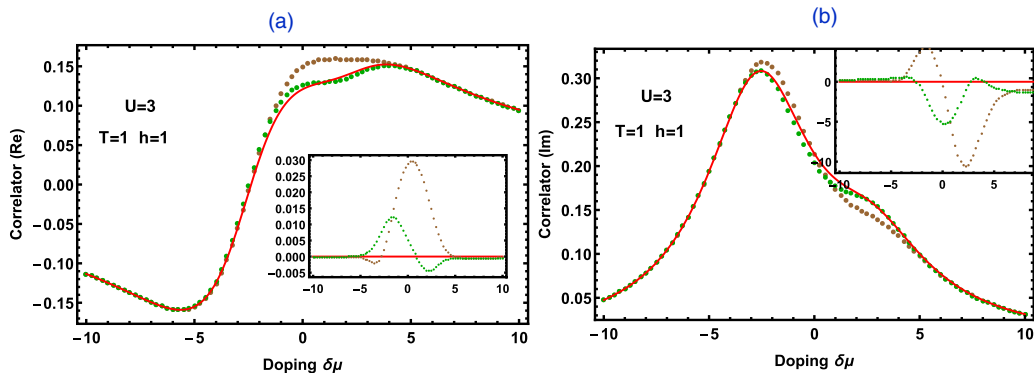 (a)
Correlator (Re)
0.15
0.10
0.05
0.00
−0.05
−0.10
−0.15
U=3
T=1 h=1
0.030
0.025
0.020
0.015
0.010
0.005
0.000
−0.005
−10 −5 0 5 10
−10 −5 0 5 10
Doping δμ
(b)
Correlator (Im)
0.30
0.25
0.20
0.15
0.10
0.05
U=3
T=1 h=1
0
−5
−10
−10 −5 0 5
−10 −5 0 5 10
Doping δμ